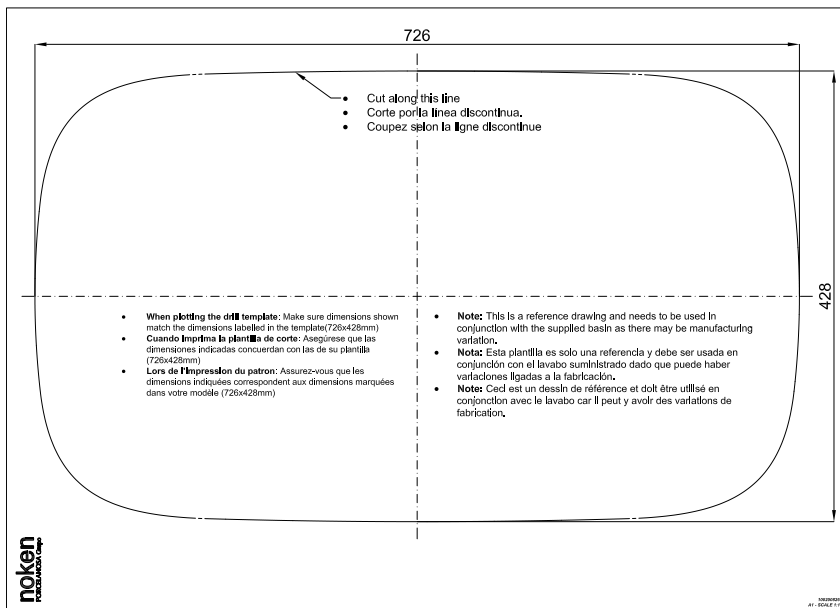 726
• Cut along this line
• Corte por la línea discontinua.
• Coupez selon la ligne discontinue
428
• When plotting the drill template: Make sure dimensions shown
match the dimensions labelled in the template(726x428mm)
• Cuando imprima la plantilla de corte: Asegúrese que las
dimensiones indicadas concuerdan con las de su plantilla
(726x428mm)
• Lors de l'impression du patron: Assurez-vous que les
dimensions indiquées correspondent aux dimensions marquées
dans votre modèle (726x428mm)
• Note: This is a reference drawing and needs to be used in
conjunction with the supplied basin as there may be manufacturing
variation.
• Nota: Esta plantilla es solo una referencia y debe ser usada en
conjunción con el lavabo suministrado dado que puede haber
variaciones ligadas a la fabricación.
• Note: Ceci est un dessin de référence et doit être utilisé en
conjonction avec le lavabo car il peut y avoir des variations de
fabrication.
noken
PORCELANOSA Grupo
A1 - SCALE 1:1